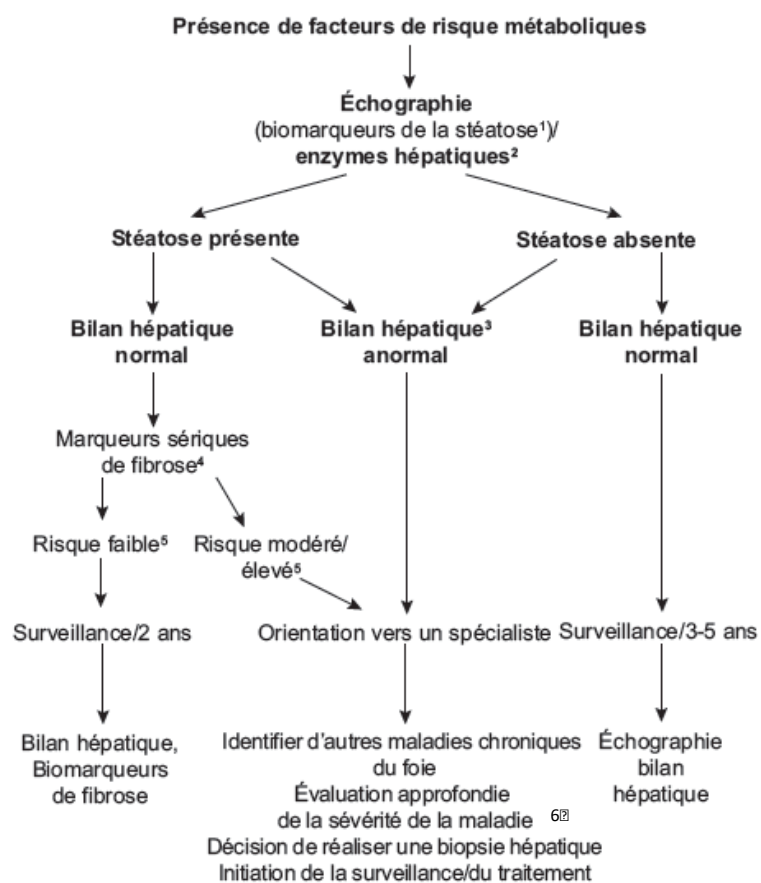 Présence de facteurs de risque métaboliques
Échographie
(biomarqueurs de la stéatose¹)/
enzymes hépatiques²
Stéatose présente
Stéatose absente
Bilan hépatique
normal
Bilan hépatique³
anormal
Bilan hépatique
normal
Marqueurs sériques
de fibrose⁴
Risque faible⁵
Risque modéré/
élevé⁵
Surveillance/2 ans
Orientation vers un spécialiste
Surveillance/3-5 ans
Bilan hépatique,
Biomarqueurs
de fibrose
Identifier d'autres maladies chroniques
du foie
Évaluation approfondie
de la sévérité de la maladie 6
Décision de réaliser une biopsie hépatique
Initiation de la surveillance/du traitement
Échographie
bilan
hépatique